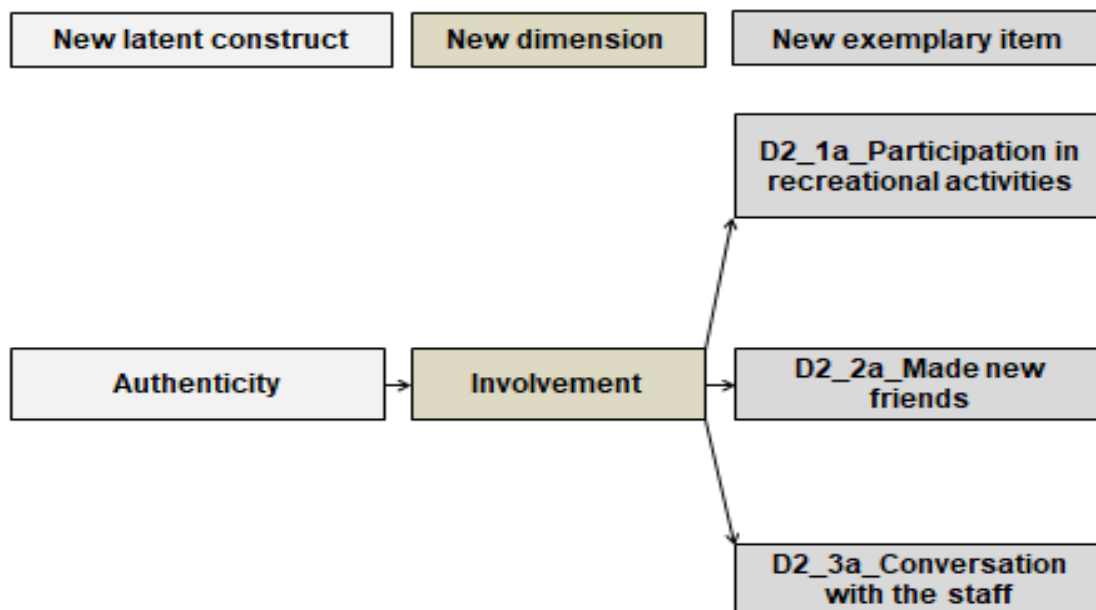 New latent construct
New dimension
New exemplary item
D2_1a_Participation in
recreational activities
Authenticity
Involvement
D2_2a_Made new
friends
D2_3a_Conversation
with the staff